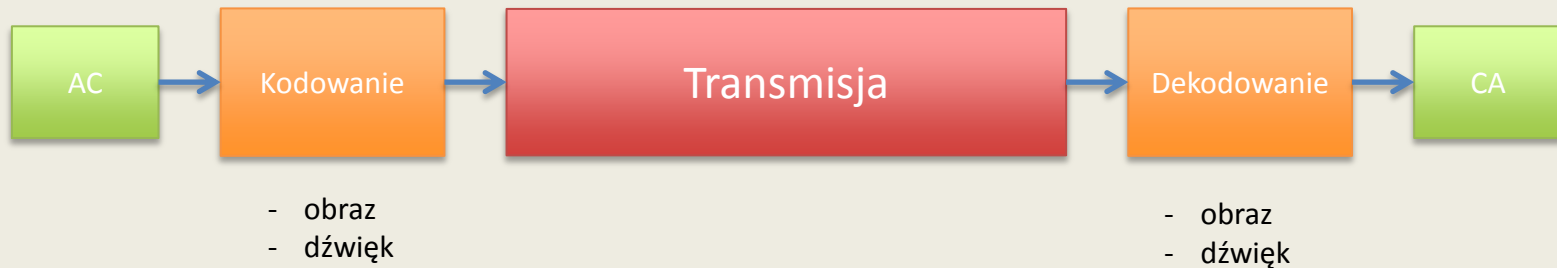 AC
Kodowanie
Transmisja
Dekodowanie
CA
- obraz
- dźwięk
- obraz
- dźwięk